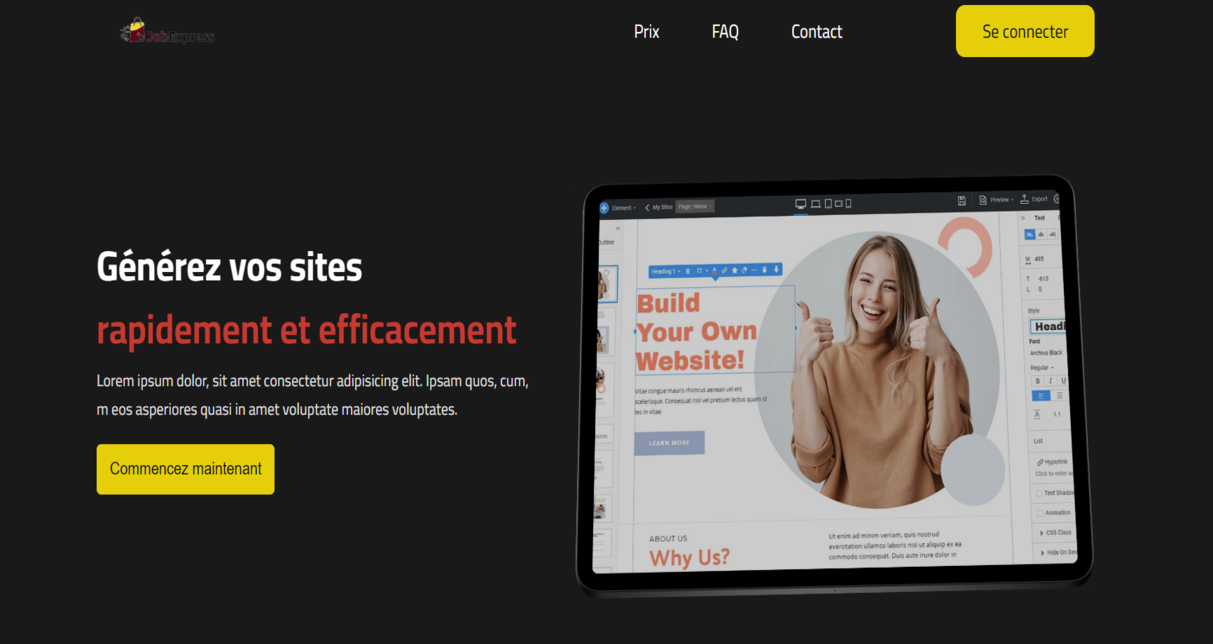 JobExpress
Prix
FAQ
Contact
Se connecter
Générez vos sites
rapidement et efficacement
Lorem ipsum dolor, sit amet consectetur adipisicing elit. Ipsam quos, cum,
m eos asperiores quasi in amet voluptate maiores voluptates.
Commencez maintenant
Element
My Sites
Page: Home
Preview
Export
Outline
Text
Heading 1
B
72
A
W 495
T -613
L 0
Build
Your Own
Website!
Vitae congue mauris rhoncus aenean vel elit
scelerisque. Consequat nisl vel pretium lectus quam id
leo in vitae.
LEARN MORE
Style
Headi
Font
Archivo Black
Regular
B I U
1.1
List
Hyperlink
Click to enter
Text Shadow
Animation
CSS Class
Hide On
ABOUT US
Why Us?
Ut enim ad minim veniam, quis nostrud
exercitation ullamco laboris nisi ut aliquip ex ea
commodo consequat. Duis aute irure dolor in